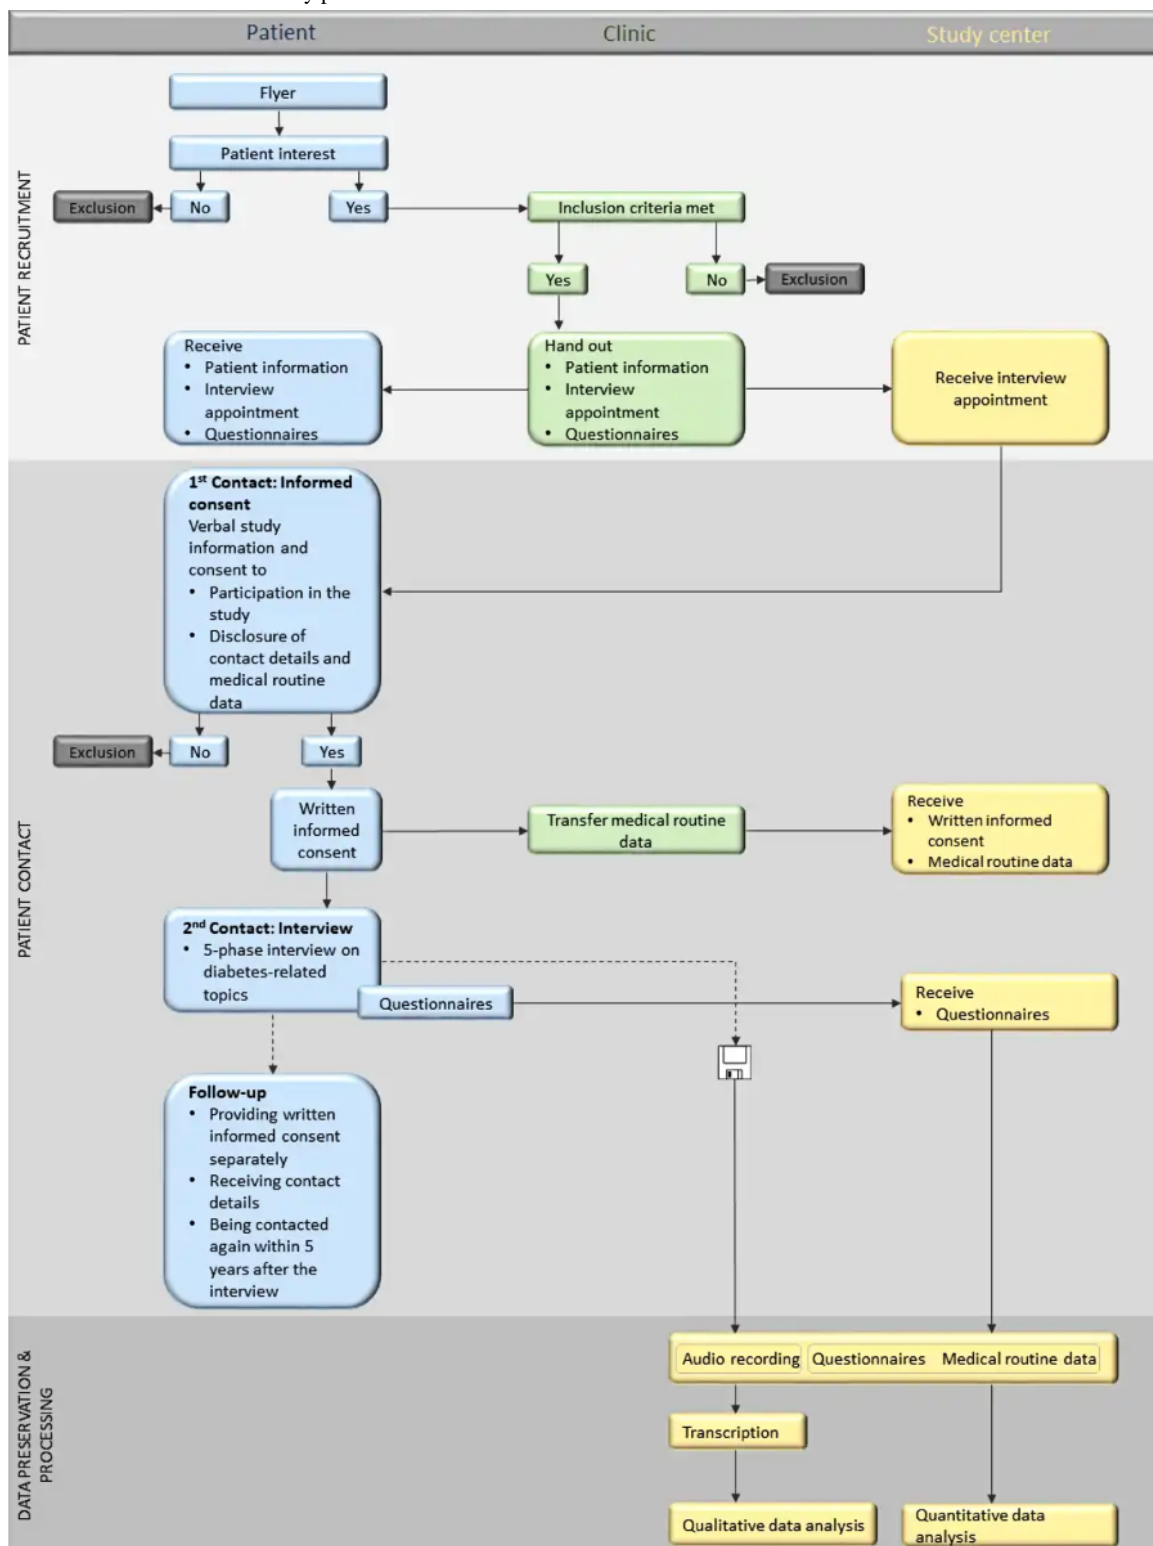 Patient Clinic Study center
PATIENT RECRUITMENT
Flyer
Patient interest
Exclusion No Yes Inclusion criteria met
Yes No Exclusion
Receive
• Patient information
• Interview
appointment
• Questionnaires
Hand out
• Patient information
• Interview
appointment
• Questionnaires
Receive interview
appointment
PATIENT CONTACT
1st Contact: Informed
consent
Verbal study
information and
consent to
• Participation in the
study
• Disclosure of
contact details and
medical routine
data
Exclusion No Yes
Written
informed
consent
Transfer medical routine
data
Receive
• Written informed
consent
• Medical routine data
2nd Contact: Interview
• 5-phase interview on
diabetes-related
topics
Questionnaires
Receive
• Questionnaires
Follow-up
• Providing written
informed consent
separately
• Receiving contact
details
• Being contacted
again within 5
years after the
interview
DATA PRESERVATION &
PROCESSING
Audio recording Questionnaires Medical routine data
Transcription
Qualitative data analysis
Quantitative data
analysis